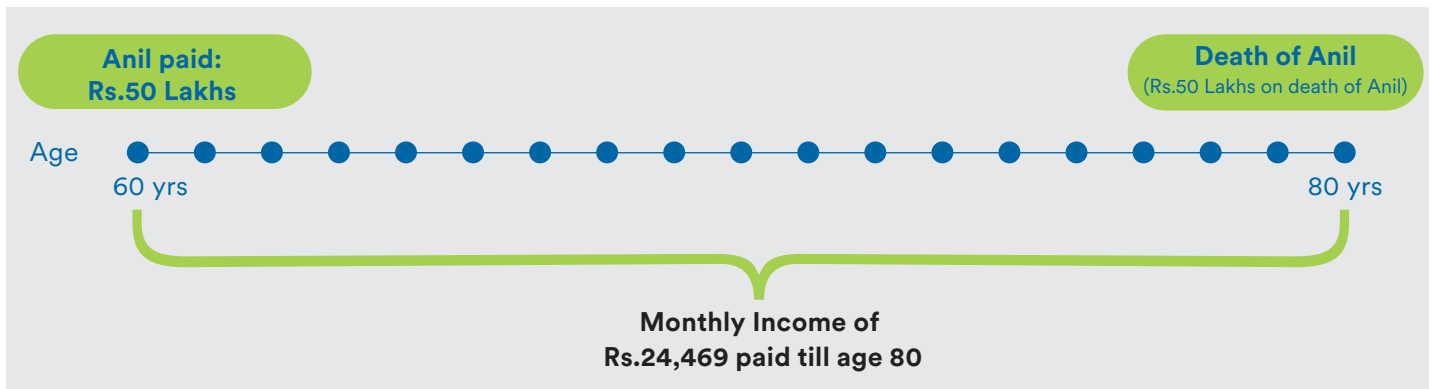 Anil paid:
Rs.50 Lakhs
Death of Anil
(Rs.50 Lakhs on death of Anil)
Age
60 yrs
80 yrs
Monthly Income of
Rs.24,469 paid till age 80